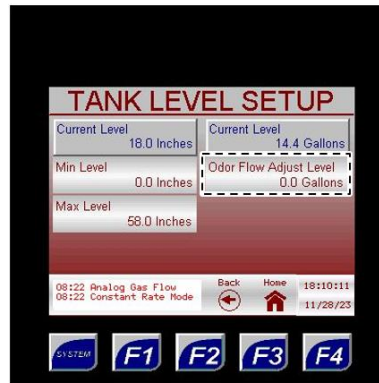 TANK LEVEL SETUP
Current Level
18.0 Inches
Current Level
14.4 Gallons
Min Level
0.0 Inches
Odor Flow Adjust Level
0.0 Gallons
Max Level
58.0 Inches
08:22 Analog Gas Flow
08:22 Constant Rate Mode
Back
Home
18:10:11
11/28/23
SYSTEM
F1
F2
F3
F4